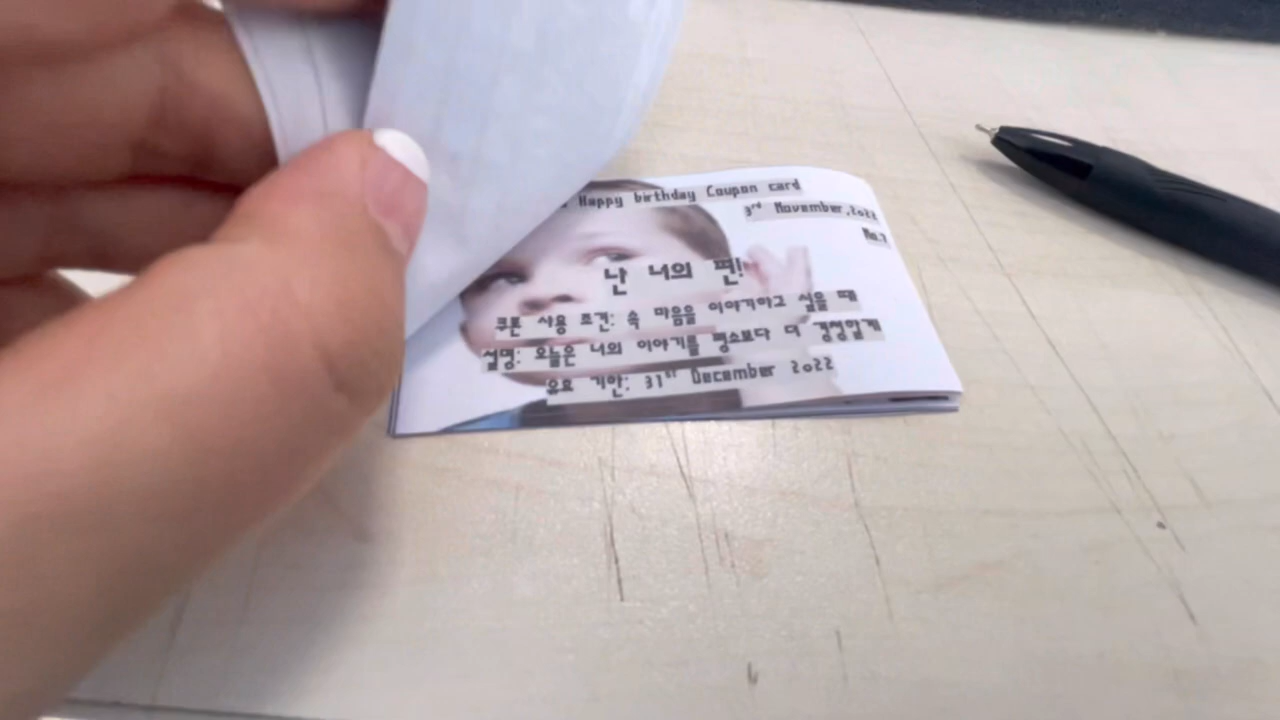 Happy birthday Coupon card
3rd November,2022
No.7
난 너의 편!
쿠폰 사용 조건: 속 마음을 이야기하고 싶을 때
설명: 오늘은 너의 이야기를 평소보다 더 경청할게
유효 기안: 31st December 2022